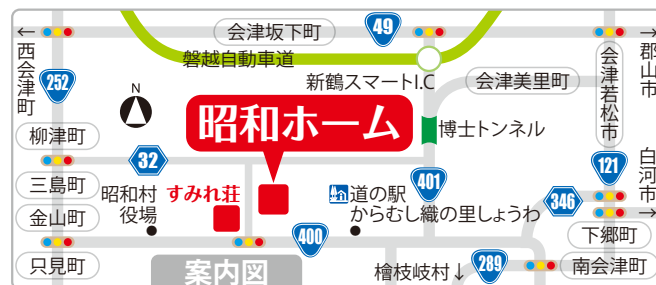 会津坂下町
49
←
西会津町
磐越自動車道
→
郡山市
新鶴スマートI.C
会津美里町
会津若松市
252
N
昭和ホーム
博士トンネル
柳津町
32
121
白河市
→
三島町
昭和村
役場
すみれ荘
道の駅
からむし織の里しょうわ
401
346
金山町
400
下郷町
只見町
案内図
檜枝岐村↓
289
南会津町